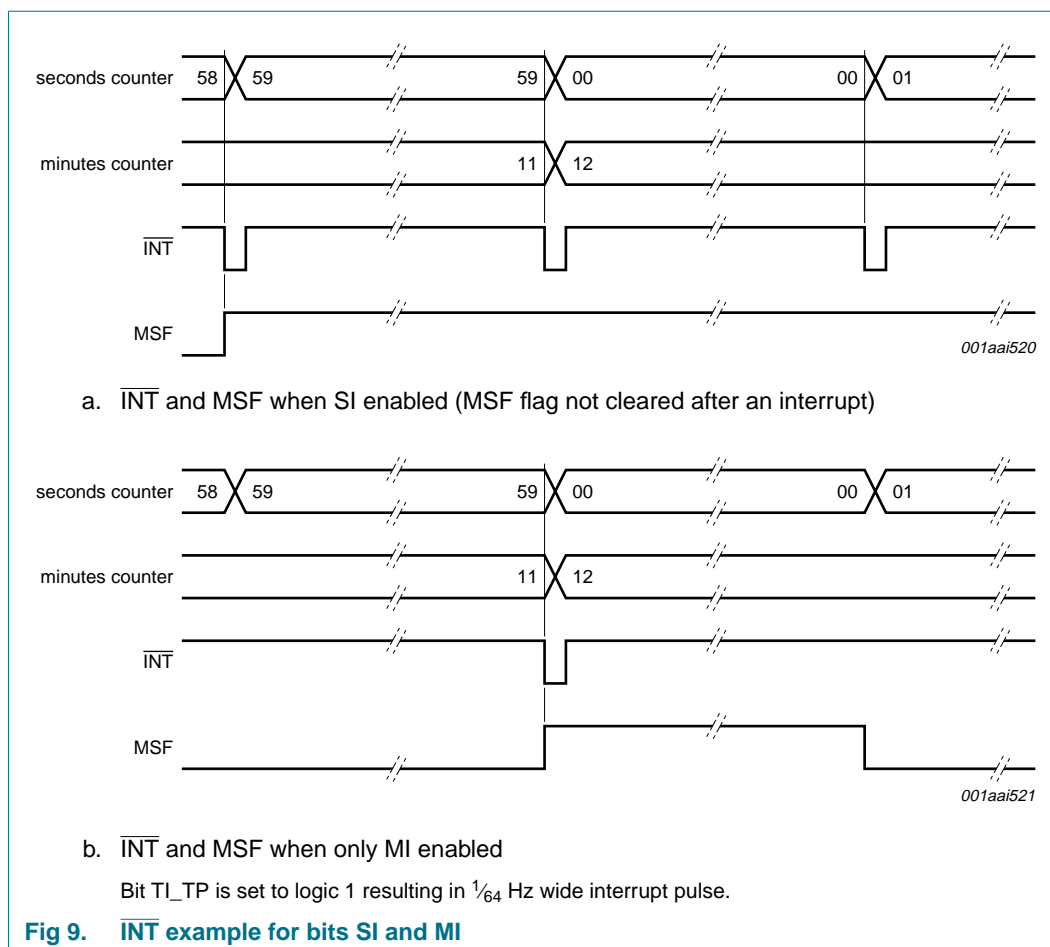 seconds counter 58 59 59 00 00 01
minutes counter 11 12
INT
MSF
001aai520
a. INT and MSF when SI enabled (MSF flag not cleared after an interrupt)
seconds counter 58 59 59 00 00 01
minutes counter 11 12
INT
MSF
001aai521
b. INT and MSF when only MI enabled
Bit TI_TP is set to logic 1 resulting in 1⁄64 Hz wide interrupt pulse.
Fig 9. INT example for bits SI and MI